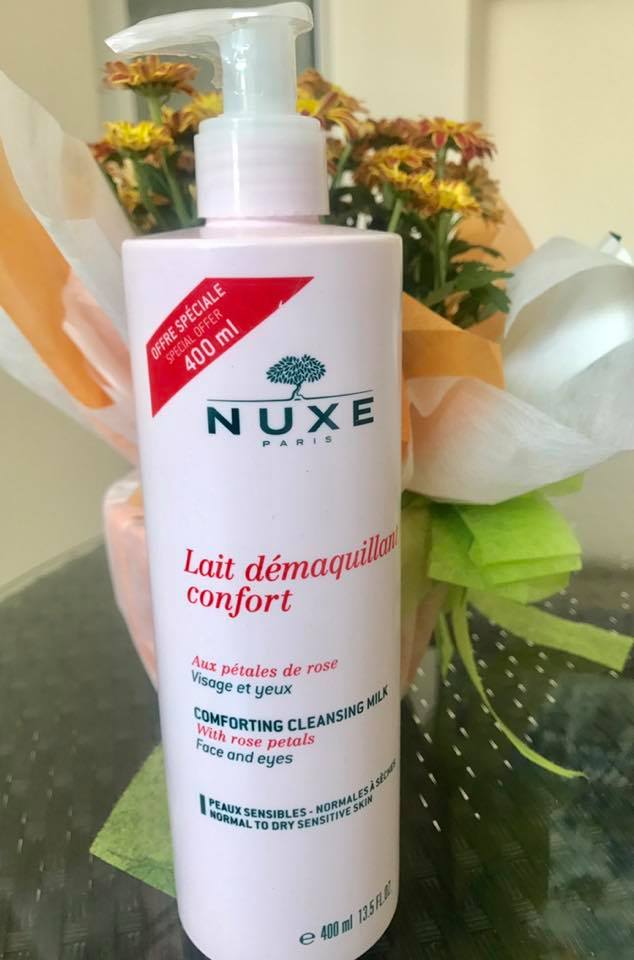 OFFRE SPÉCIALE
SPECIAL OFFER
400 ml
NUXE
PARIS
Lait démaquillant
confort
Aux pétales de rose
Visage et yeux
COMFORTING CLEANSING MILK
With rose petals
Face and eyes
PEAUX SENSIBLES - NORMALES À SÈCHES
NORMAL TO DRY SENSITIVE SKIN
e 400 ml 13.5 FL.OZ.